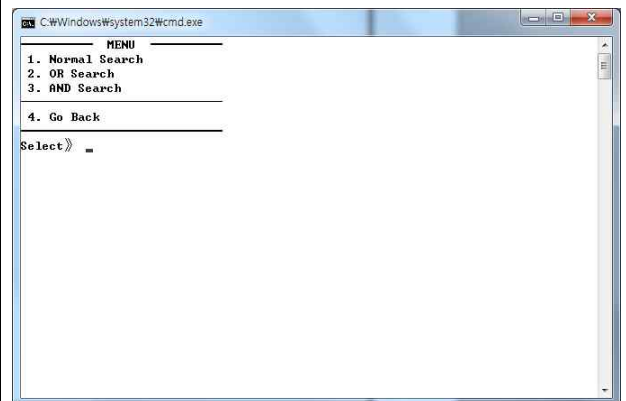 C:₩Windows₩system32₩cmd.exe
MENU
1. Normal Search
2. OR Search
3. AND Search
4. Go Back
Select》 _